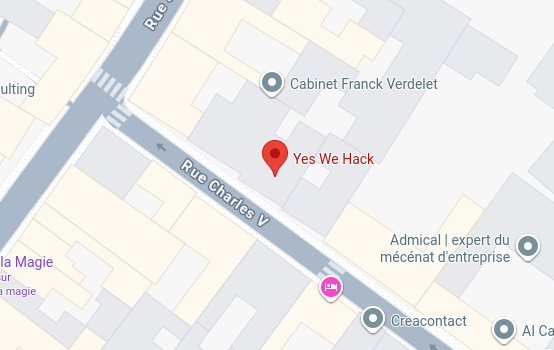 Rue
ulting
Cabinet Franck Verdelet
Yes We Hack
Rue Charles V
Admical | expert du
mécénat d'entreprise
la Magie
sur
a magie
Creacontact
AI Ca